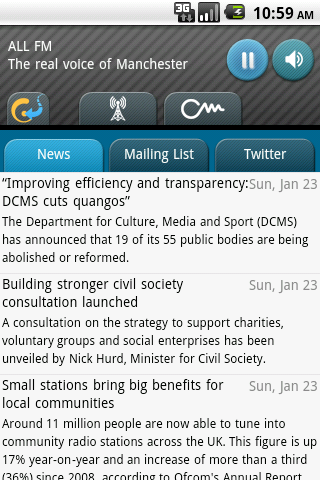 3G
10:59 AM
ALL FM
The real voice of Manchester
News
Mailing List
Twitter
“Improving efficiency and transparency: Sun, Jan 23
DCMS cuts quangos”
The Department for Culture, Media and Sport (DCMS)
has announced that 19 of its 55 public bodies are being
abolished or reformed.
Building stronger civil society Sun, Jan 23
consultation launched
A consultation on the strategy to support charities,
voluntary groups and social enterprises has been
unveiled by Nick Hurd, Minister for Civil Society.
Small stations bring big benefits for Sun, Jan 23
local communities
Around 11 million people are now able to tune into
community radio stations across the UK. This figure is up
17% year-on-year and an increase of more than a third
(36%) since 2008, according to Ofcom's Annual Report